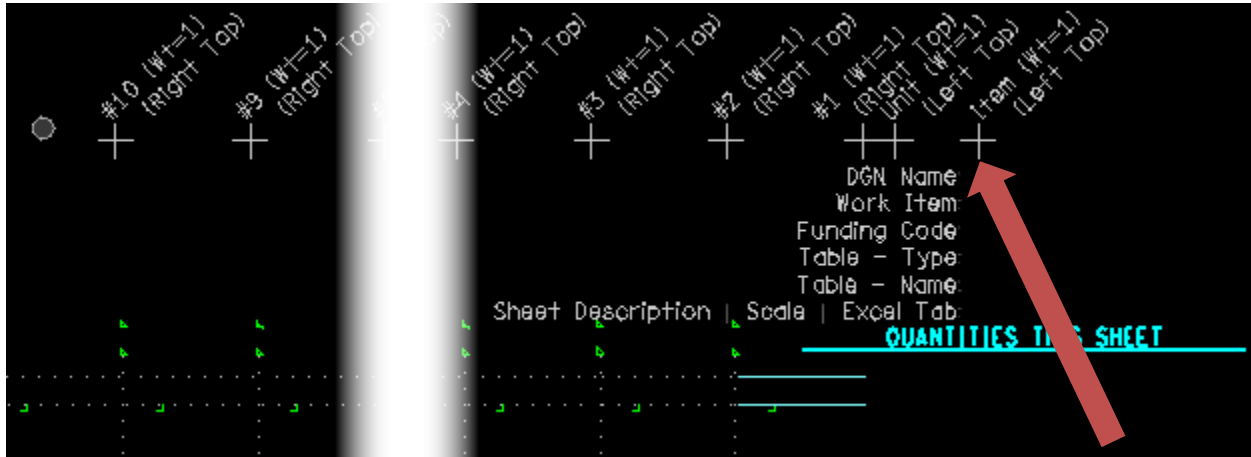 #10 (Wt=1)
(Right Top)
#9 (Wt=1)
(Right Top)
#4 (Wt=1)
(Right Top)
#3 (Wt=1)
(Right Top)
#2 (Wt=1)
(Right Top)
#1 (Wt=1)
(Right Top)
Unit (Wt=1)
(Left Top)
Item (Wt=1)
(Left Top)
DGN Name:
Work Item:
Funding Code:
Table - Type:
Table - Name:
Sheet Description | Scale | Excel Tab:
QUANTITIES THIS SHEET